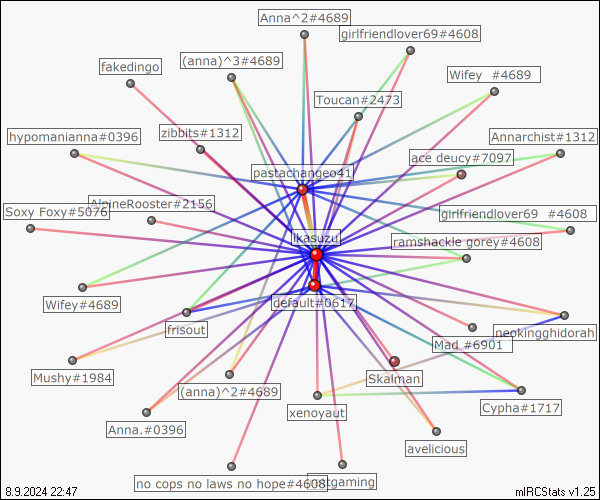 Anna^2#4689
girlfriendlover69#4608
(anna)^3#4689
fakedingo
Wifey #4689
Toucan#2473
zibbits#1312
hypomanianna#0396
Annarchist#1312
ace deucy#7097
pastachangeo41
AlpineRooster#2156
Soxy Foxy#5076
girlfriendlover69 #4608
ikasuzu
ramshackle gorey#4608
Wifey#4689
default#0617
frisout
neokingghidorah
Mad #6901
Mushy#1984
Skalman
(anna)^2#4689
xenoyaut
Cypha#1717
Anna.#0396
avelicious
no cops no laws no hope#4608
8.9.2024 22:47
mIRCStats v1.25